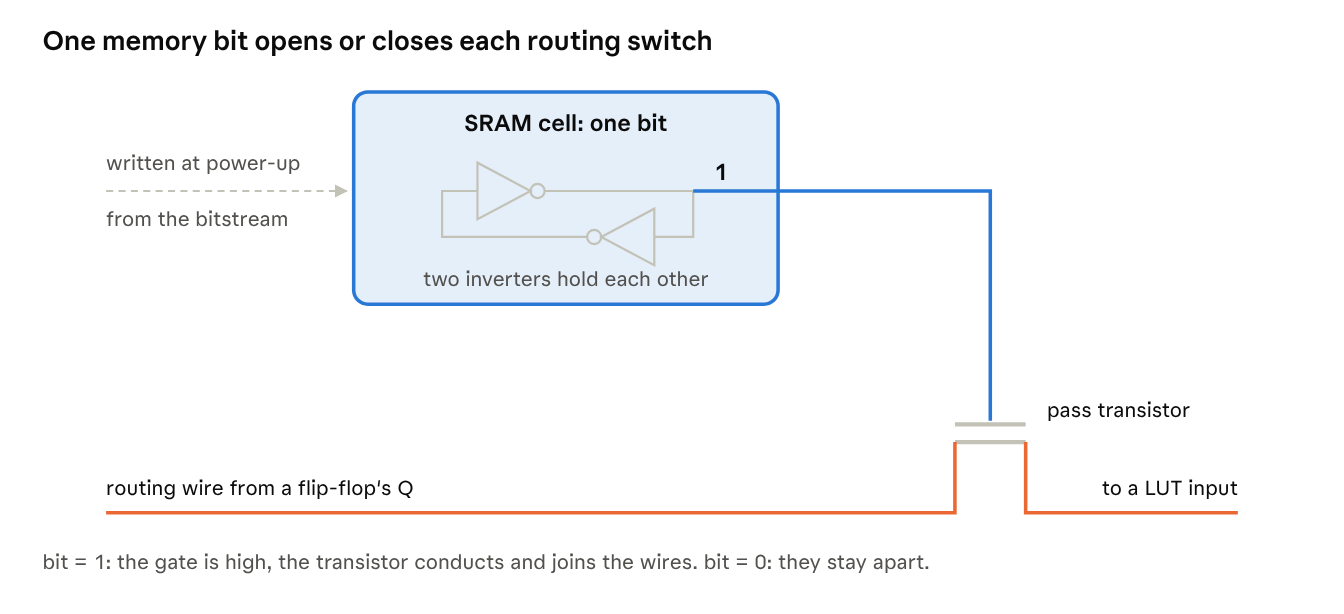 One memory bit opens or closes each routing switch
SRAM cell: one bit
written at power-up
1
from the bitstream
two inverters hold each other
pass transistor
routing wire from a flip-flop's Q
to a LUT input
bit = 1: the gate is high, the transistor conducts and joins the wires. bit = 0: they stay apart.